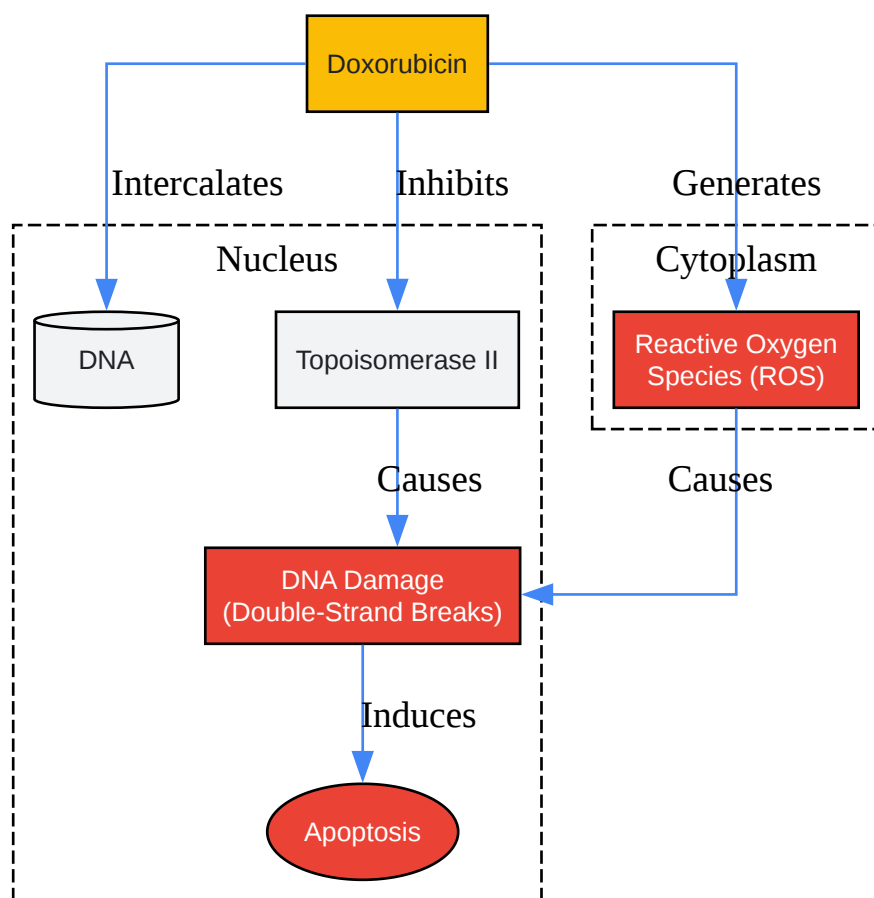 Doxorubicin
Intercalates
Inhibits
Generates
Nucleus
Cytoplasm
DNA
Topoisomerase II
Reactive Oxygen
Species (ROS)
Causes
Causes
DNA Damage
(Double-Strand Breaks)
Induces
Apoptosis